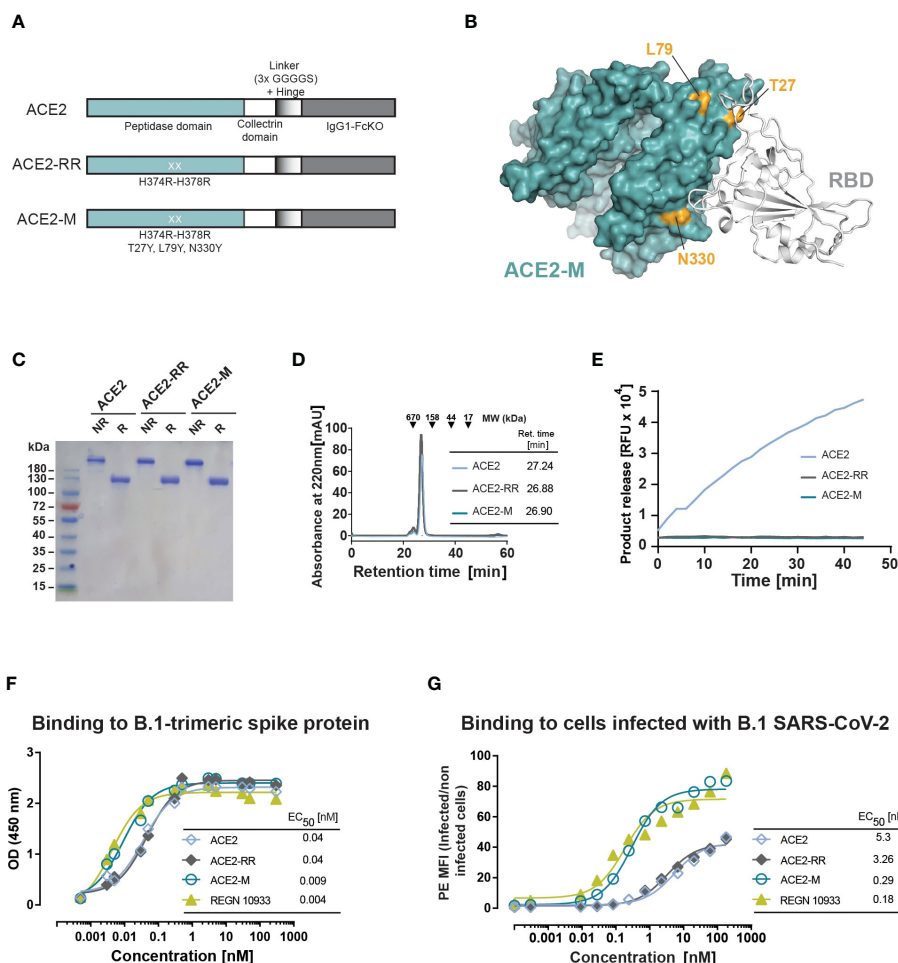 A
Linker
(3x GGGGS)
+ Hinge
ACE2
Peptidase domain
Collectrin
domain
IgG1-FcKO
ACE2-RR
XX
H374R-H378R
ACE2-M
XX
H374R-H378R
T27Y, L79Y, N330Y
B
L79
T27
RBD
N330
ACE2-M
C
ACE2
ACE2-RR
ACE2-M
NR R NR R NR R
kDa
180
130
100
72
55
40
35
25
15
D
670 158 44 17 MW (kDa)
Absorbance at 220nm[mAU]
100
80
60
40
20
0
0 20 40 60
Retention time [min]
Ret. time
[min]
ACE2 27.24
ACE2-RR 26.88
ACE2-M 26.90
E
Product release [RFU x 10⁴]
5
4
3
2
1
0
0 10 20 30 40 50
Time [min]
ACE2
ACE2-RR
ACE2-M
F
Binding to B.1-trimeric spike protein
OD (450 nm)
3
2
1
0
0.001 0.01 0.1 1 10 100 1000
Concentration [nM]
EC50 [nM]
ACE2 0.04
ACE2-RR 0.04
ACE2-M 0.009
REGN 10933 0.004
G
Binding to cells infected with B.1 SARS-CoV-2
PE MFI (Infected/non
infected cells)
100
80
60
40
20
0
0.001 0.01 0.1 1 10 100 1000
Concentration [nM]
EC50 [nM
ACE2 5.3
ACE2-RR 3.26
ACE2-M 0.29
REGN 10933 0.18